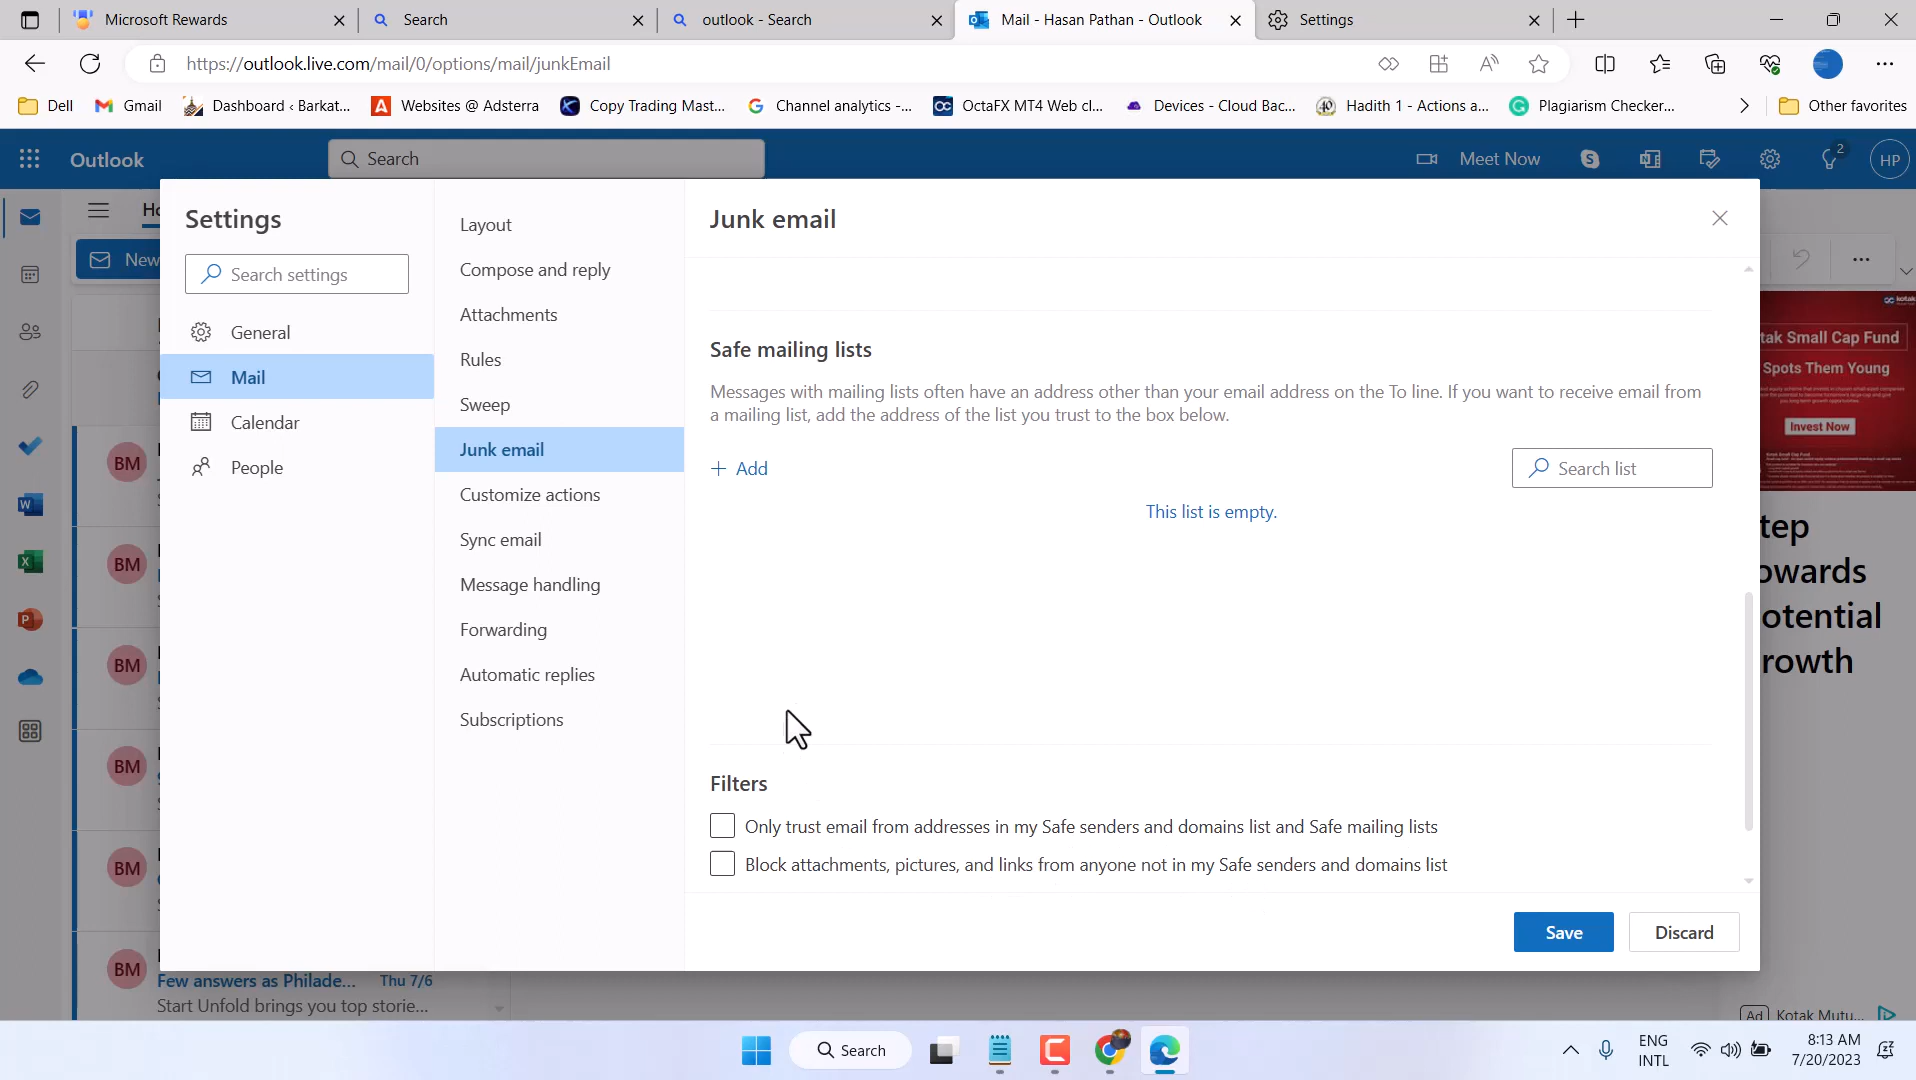 Microsoft Rewards
Search
outlook - Search
Mail - Hasan Pathan - Outlook
Settings
https://outlook.live.com/mail/0/options/mail/junkEmail
Dell
Gmail
Dashboard ‹ Barkat...
Websites @ Adsterra
Copy Trading Mast...
Channel analytics -...
OctaFX MT4 Web cl...
Devices - Cloud Bac...
Hadith 1 - Actions a...
Plagiarism Checker...
Other favorites
Outlook
Search
Meet Now
2
HP
Ho
New
Settings
Search settings
General
Mail
Calendar
People
Layout
Compose and reply
Attachments
Rules
Sweep
Junk email
Customize actions
Sync email
Message handling
Forwarding
Automatic replies
Subscriptions
Junk email
Safe mailing lists
Messages with mailing lists often have an address other than your email address on the To line. If you want to receive email from
a mailing list, add the address of the list you trust to the box below.
Add
Search list
This list is empty.
Filters
Only trust email from addresses in my Safe senders and domains list and Safe mailing lists
Block attachments, pictures, and links from anyone not in my Safe senders and domains list
Save
Discard
BM
BM
BM
BM
BM
BM
Few answers as Philade...
Thu 7/6
Start Unfold brings you top storie...
kotak
tak Small Cap Fund
Spots Them Young
Invest Now
tep
owards
otential
rowth
Ad
Kotak Mutu...
Search
ENG
INTL
8:13 AM
7/20/2023